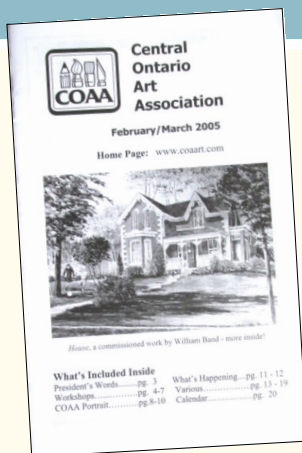 COAA
Central
Ontario
Art
Association
February/March 2005
Home Page: www.coaart.com
House, a commissioned work by William Band - more inside!
What's Included Inside
President's Words......pg. 3
Workshops................pg. 4-7
COAA Portrait...........pg.8-10
What's Happening...pg. 11 - 12
Various....................pg. 13 - 19
Calendar...................pg. 20